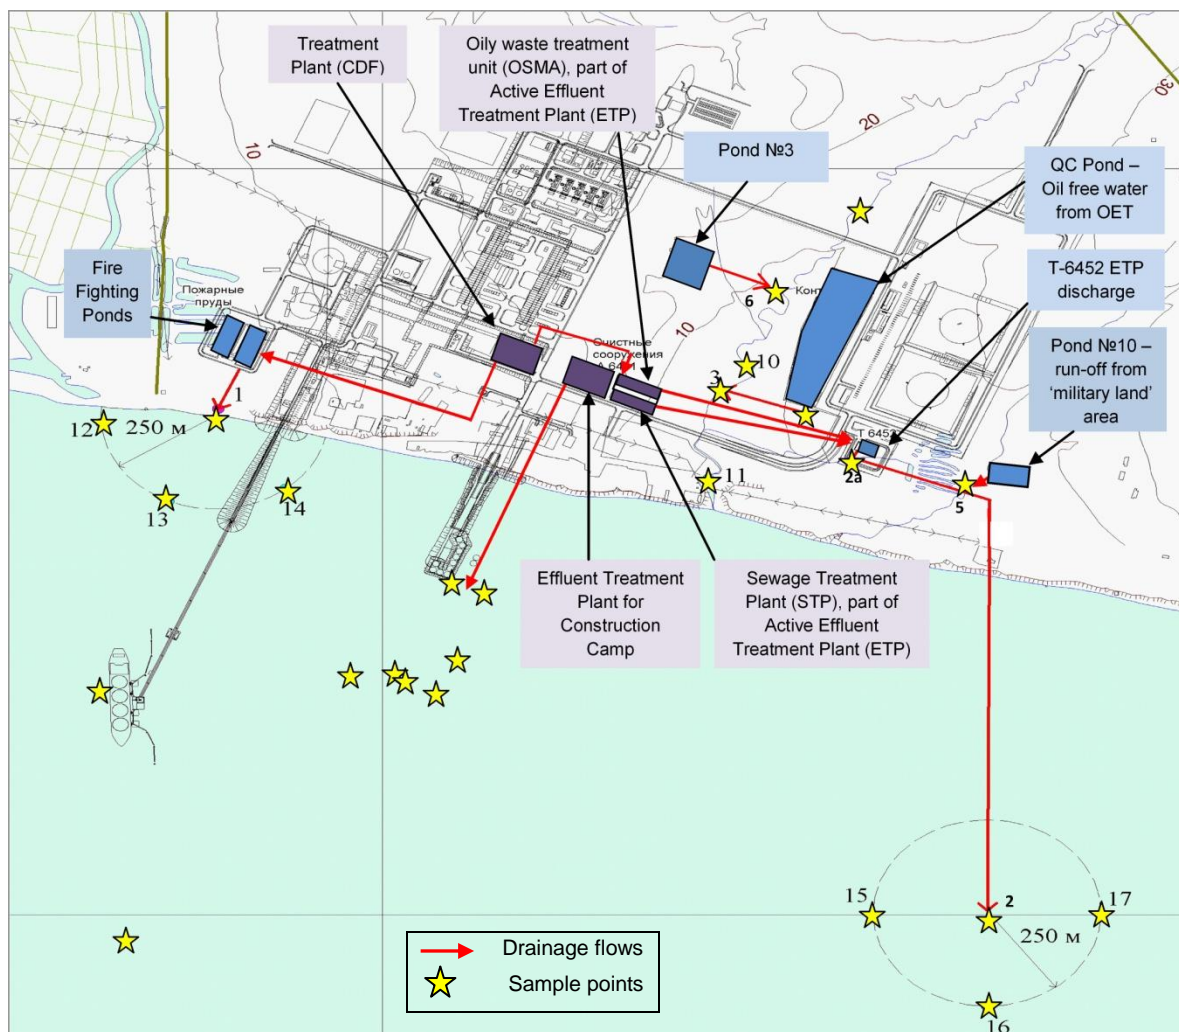 Treatment
Plant (CDF)
Oily waste treatment
unit (OSMA), part of
Active Effluent
Treatment Plant (ETP)
Pond №3
QC Pond –
Oil free water
from OET
T-6452 ETP
discharge
Pond №10 –
run-off from
‘military land’
area
Fire
Fighting
Ponds
Пожарные
пруды
10
20
30
10
6
Конт
Очистные
сооружения
3
10
1
12
250 м
13
14
11
T 645
2a
5
Effluent Treatment
Plant for
Construction
Camp
Sewage Treatment
Plant (STP), part of
Active Effluent
Treatment Plant (ETP)
15
2
17
250 м
16
Drainage flows
Sample points